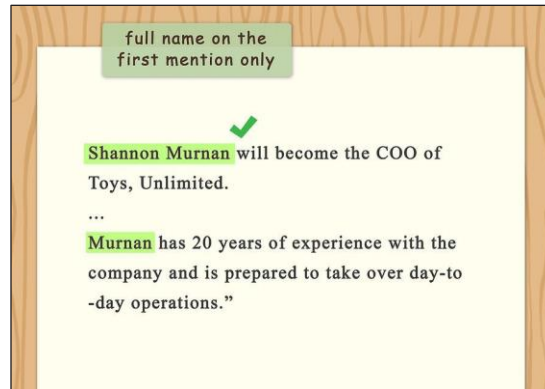 full name on the
first mention only
Shannon Murnan will become the COO of
Toys, Unlimited.
...
Murnan has 20 years of experience with the
company and is prepared to take over day-to
-day operations.”